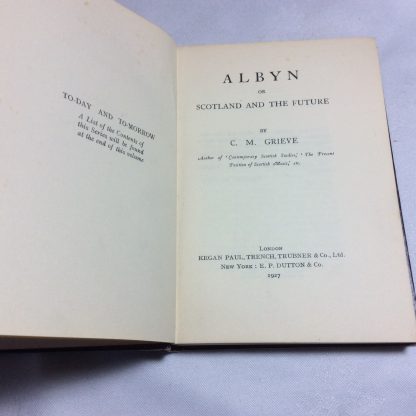 TO-DAY AND TO-MORROW
A List of the Contents of
this Series will be found
at the end of this volume
ALBYN
OR
SCOTLAND AND THE FUTURE
BY
C. M. GRIEVE
Author of 'Contemporary Scottish Studies,' 'The Present
Position of Scottish Music,' etc.
LONDON
KEGAN PAUL, TRENCH, TRUBNER & Co., Ltd.
NEW YORK : E. P. DUTTON & Co.
1927